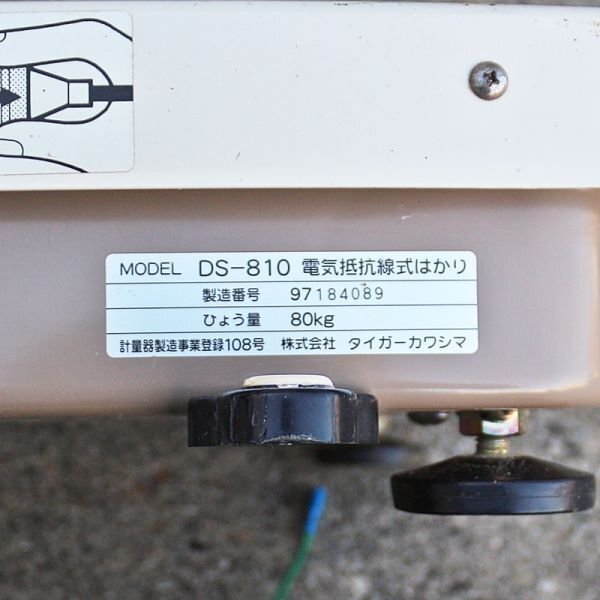 MODEL DS-810 電気抵抗線式はかり
製造番号 97184089
ひょう量 80kg
計量器製造事業登録108号 株式会社 タイガーカワシマ